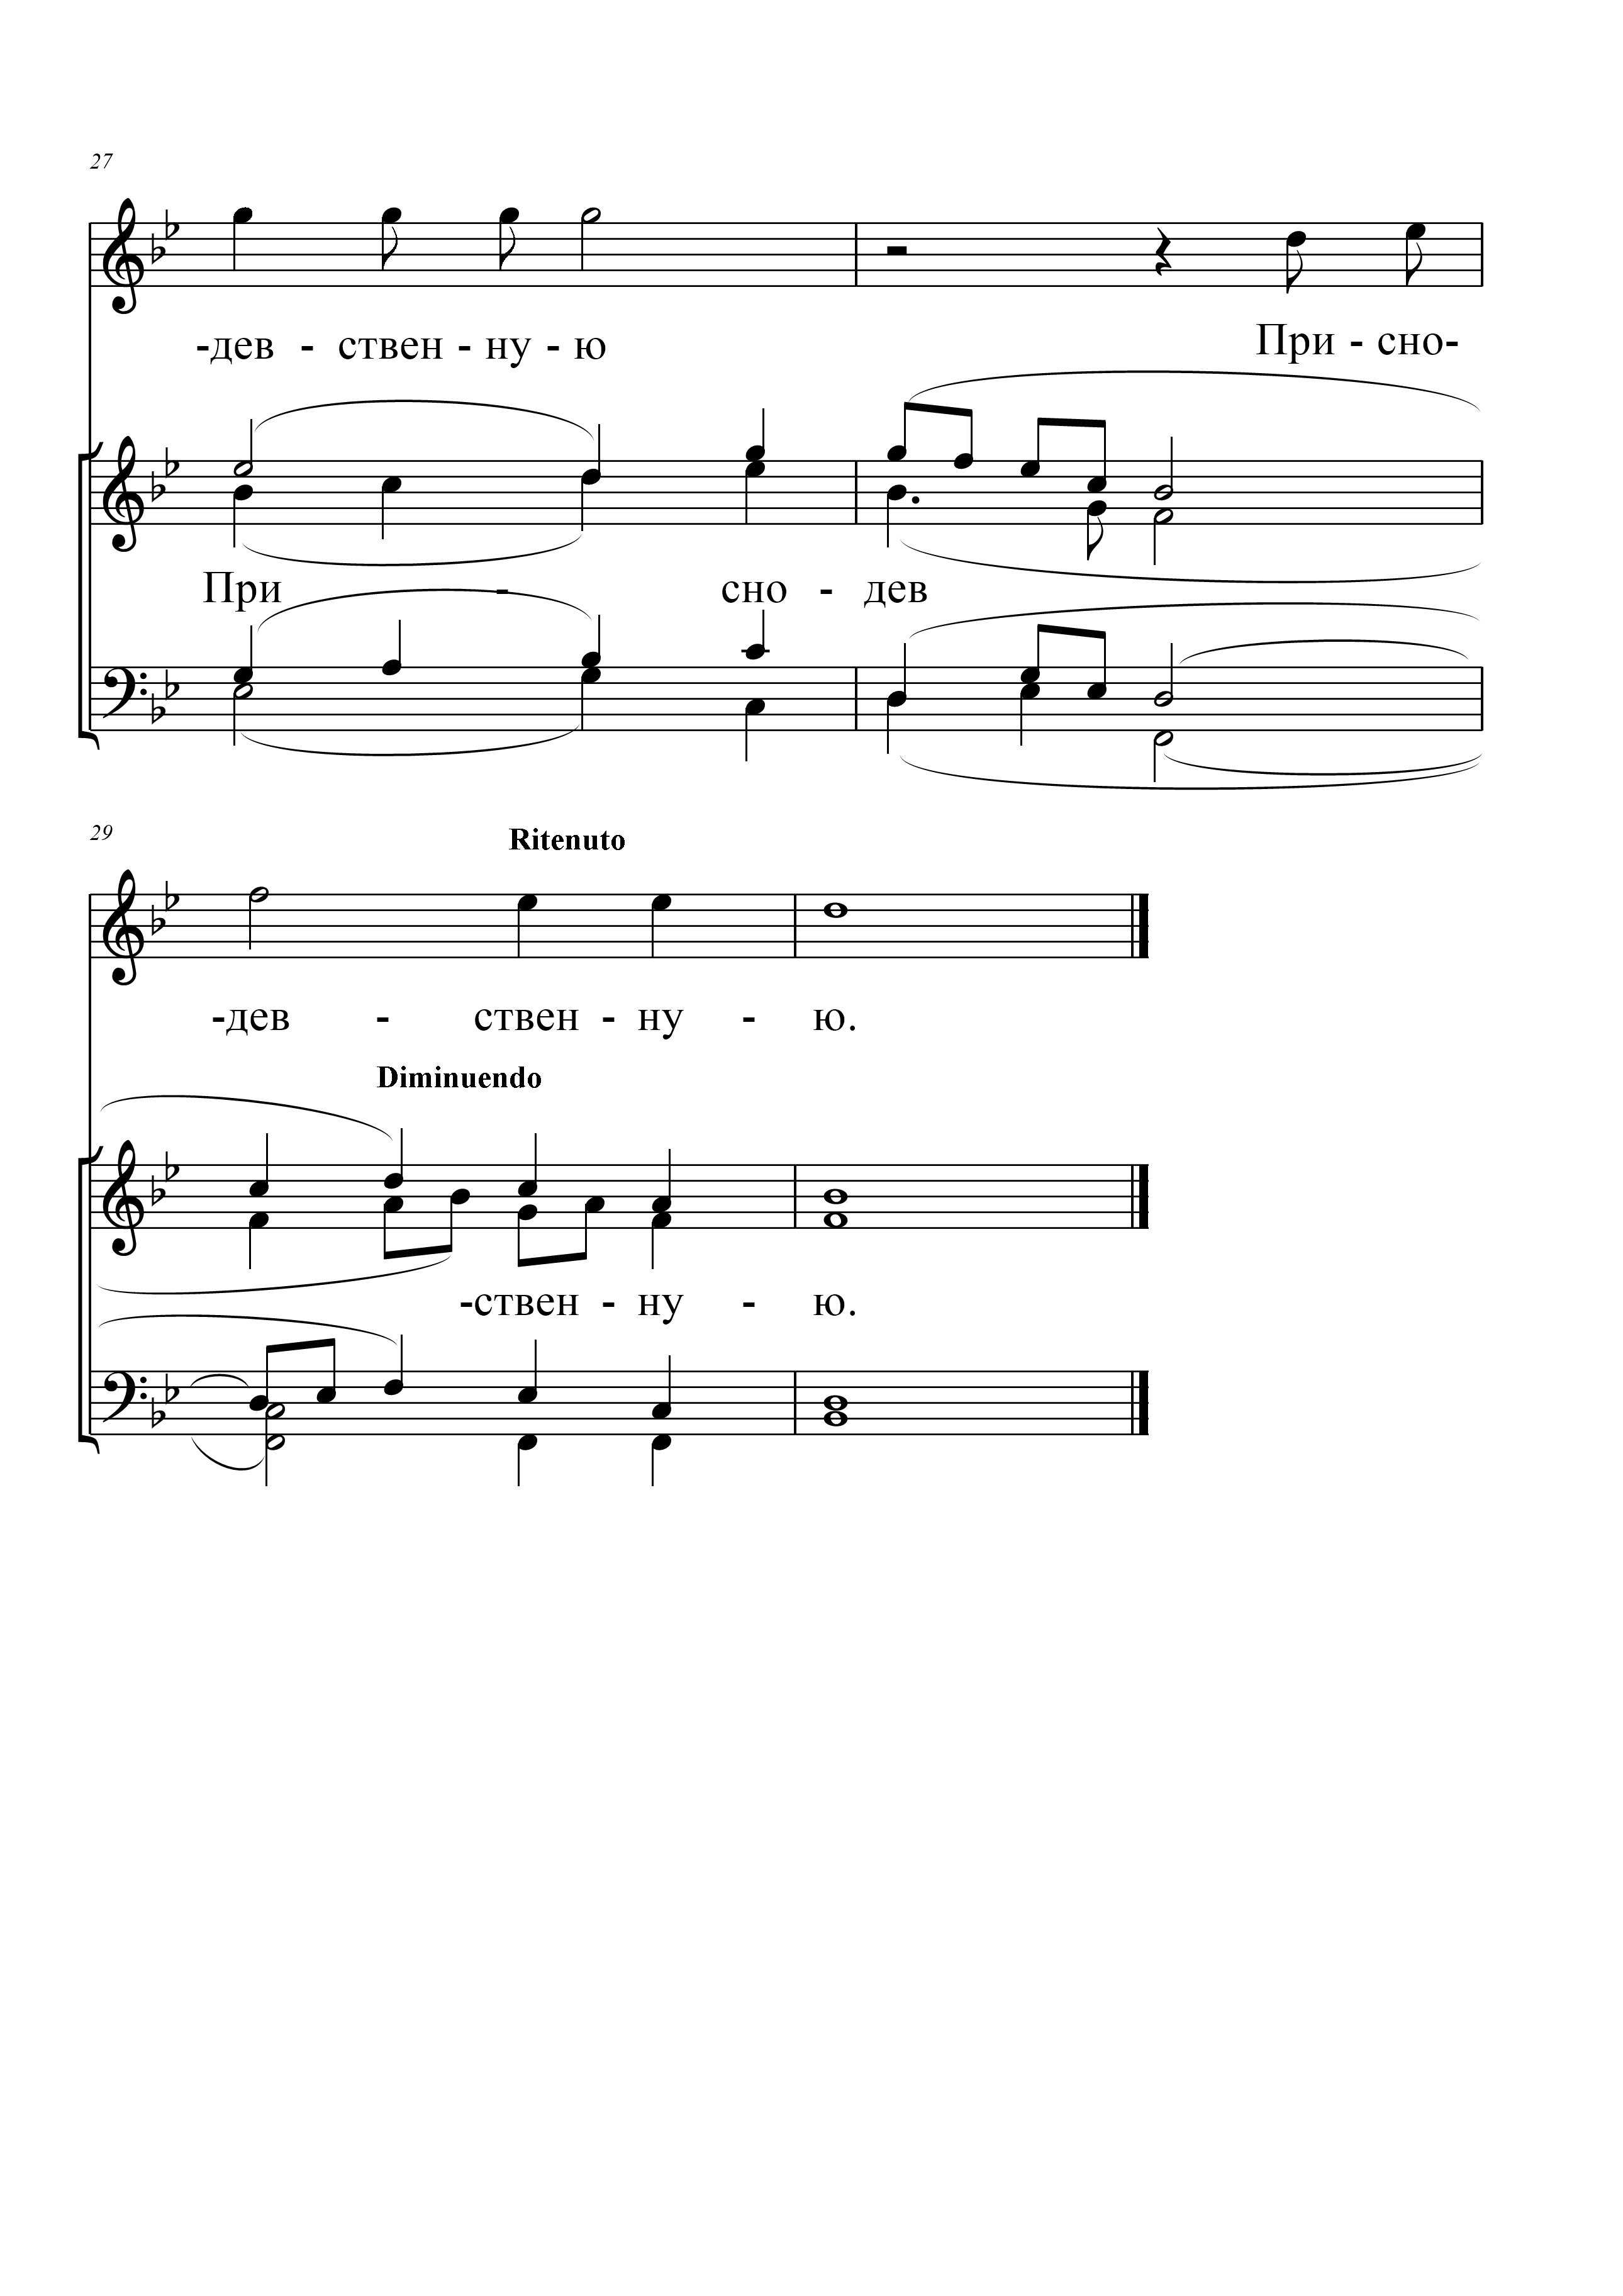 27
-дев - ствен - ну - ю При - сно-
При - сно - дев
29
Ritenuto
-дев - ствен - ну - ю.
Diminuendo
-ствен - ну - ю.